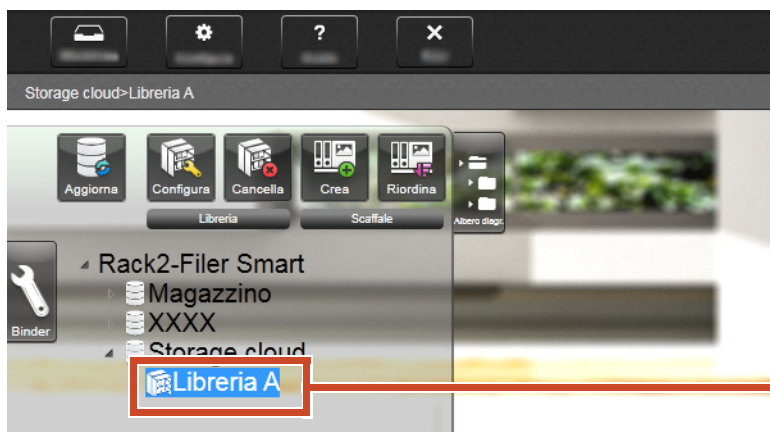 ?
Storage cloud>Libreria A
Aggiorna
Configura
Cancella
Crea
Riordina
Libreria
Scaffale
Albero diagr.
Binder
Rack2-Filer Smart
Magazzino
XXXX
Storage cloud
Libreria A